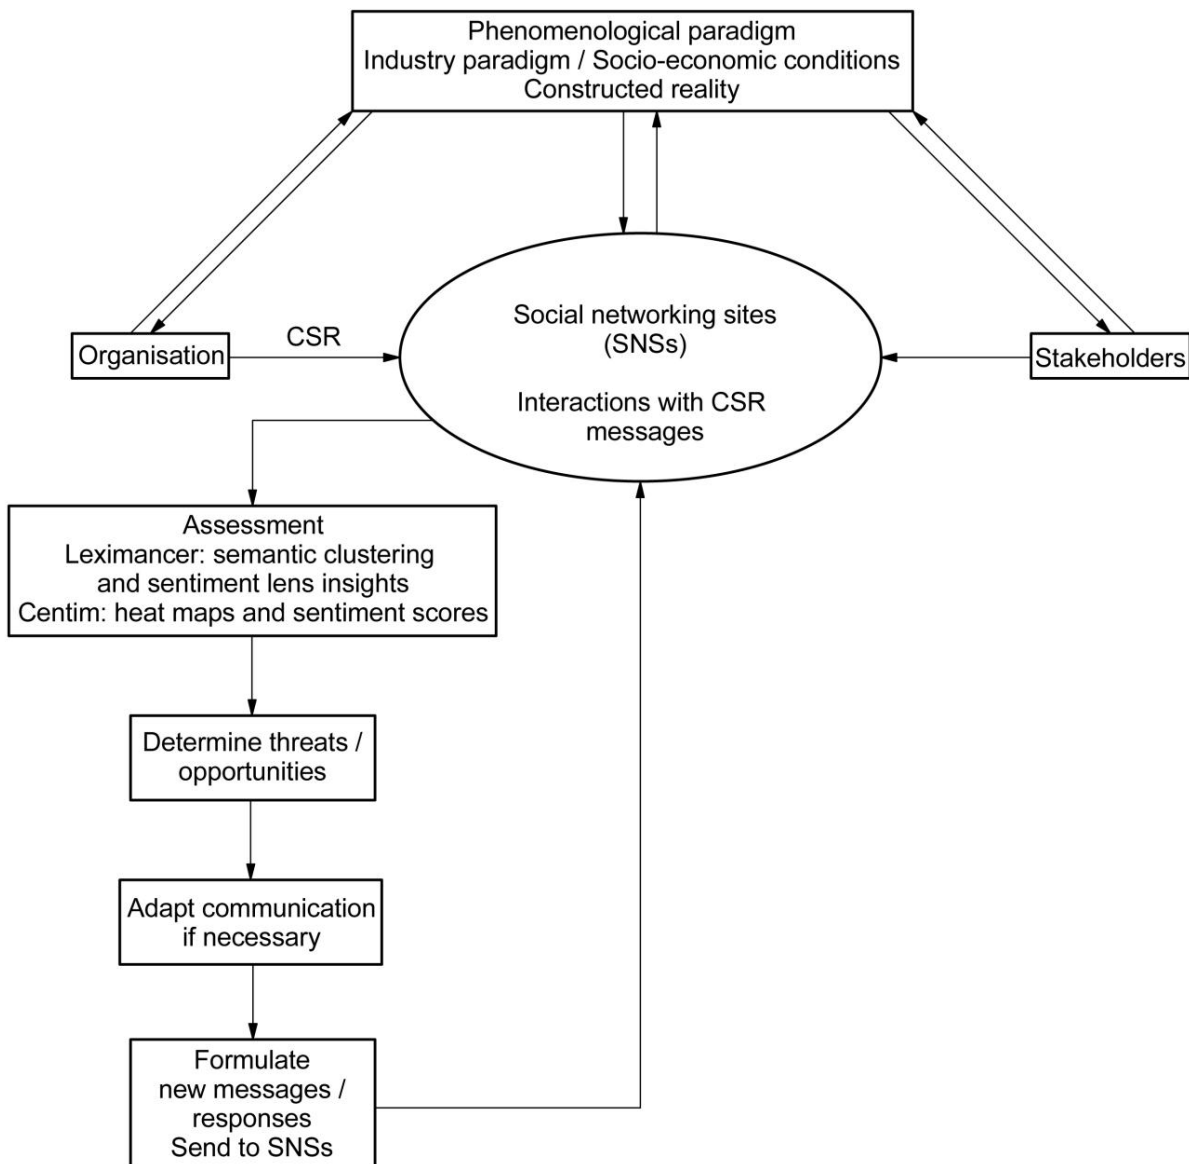 Phenomenological paradigm
Industry paradigm / Socio-economic conditions
Constructed reality
Organisation
CSR
Social networking sites
(SNSs)
Interactions with CSR
messages
Stakeholders
Assessment
Leximancer: semantic clustering
and sentiment lens insights
Centim: heat maps and sentiment scores
Determine threats /
opportunities
Adapt communication
if necessary
Formulate
new messages /
responses
Send to SNSs